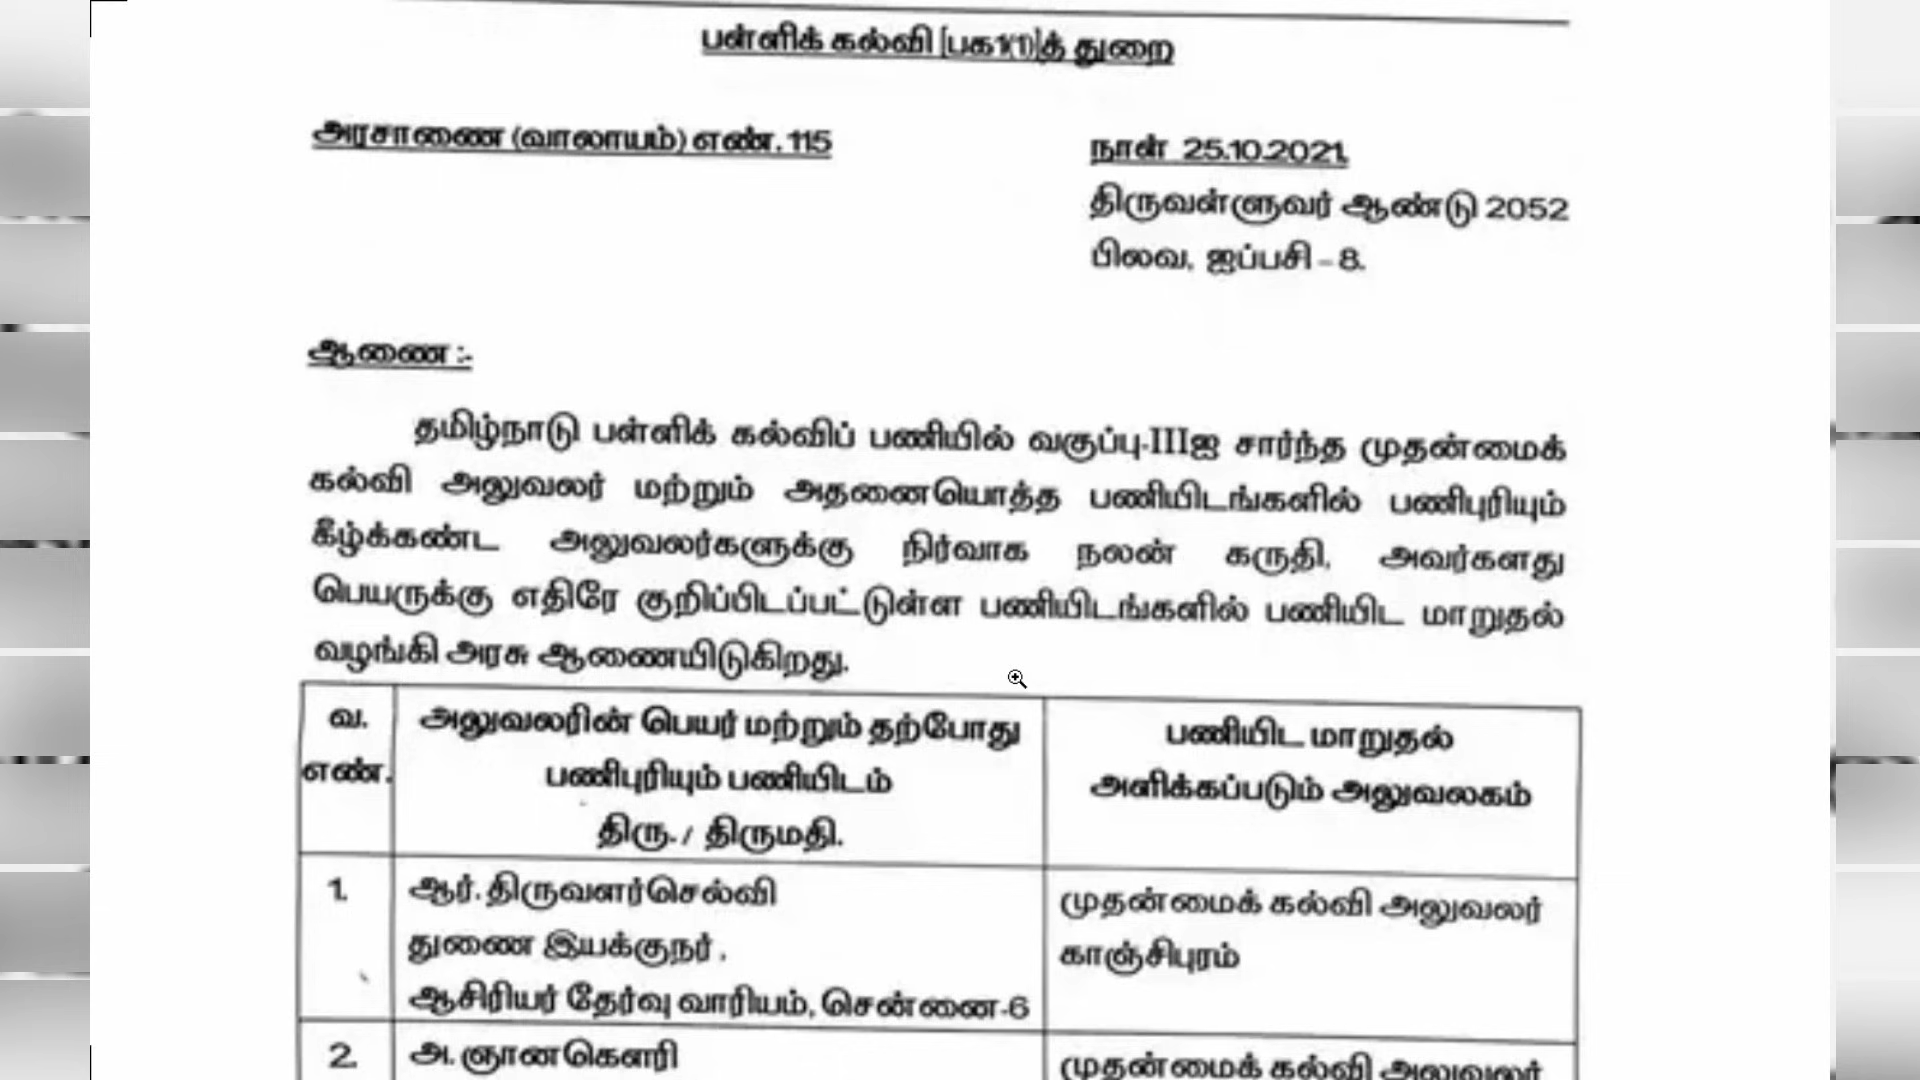 பள்ளிக் கல்வி [பக1(1)]த் துறை
அரசாணை (வாலாயம்) எண். 115
நாள் 25.10.2021
திருவள்ளுவர் ஆண்டு 2052
பிலவ, ஐப்பசி – 8.
ஆணை :-
தமிழ்நாடு பள்ளிக் கல்விப் பணியில் வகுப்பு-IIIஐ சார்ந்த முதன்மைக்
கல்வி அலுவலர் மற்றும் அதனையொத்த பணியிடங்களில் பணிபுரியும்
கீழ்க்கண்ட அலுவலர்களுக்கு நிர்வாக நலன் கருதி, அவர்களது
பெயருக்கு எதிரே குறிப்பிடப்பட்டுள்ள பணியிடங்களில் பணியிட மாறுதல்
வழங்கி அரசு ஆணையிடுகிறது.
வ.
எண்.
அலுவலரின் பெயர் மற்றும் தற்போது
பணிபுரியும் பணியிடம்
திரு. / திருமதி.
பணியிட மாறுதல்
அளிக்கப்படும் அலுவலகம்
1.
ஆர். திருவளர்செல்வி
துணை இயக்குநர் ,
ஆசிரியர் தேர்வு வாரியம், சென்னை-6
முதன்மைக் கல்வி அலுவலர்
காஞ்சிபுரம்
2.
அ. ஞானகௌரி
முதன்மைக் கல்வி அலுவலர்